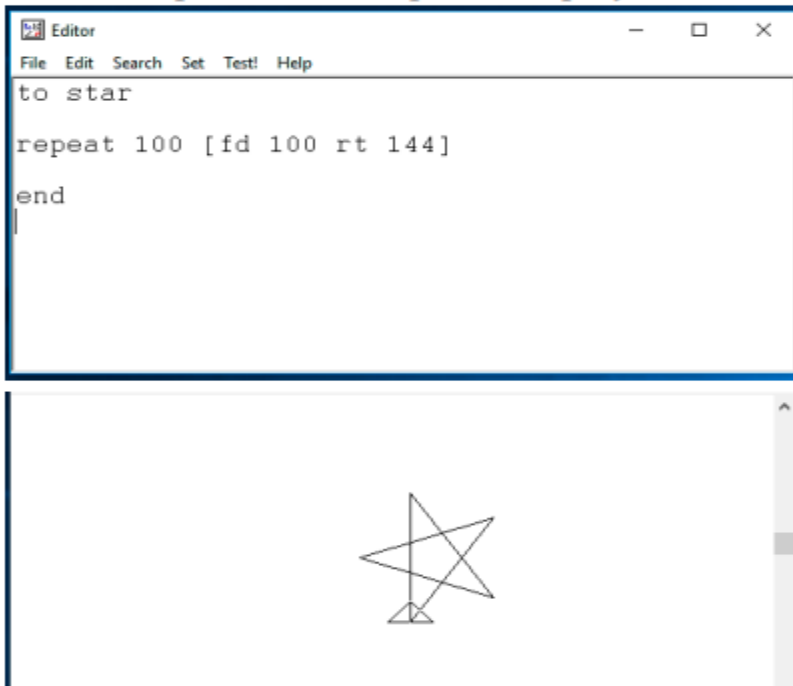 Editor
File Edit Search Set Test! Help
to star
repeat 100 [fd 100 rt 144]
end